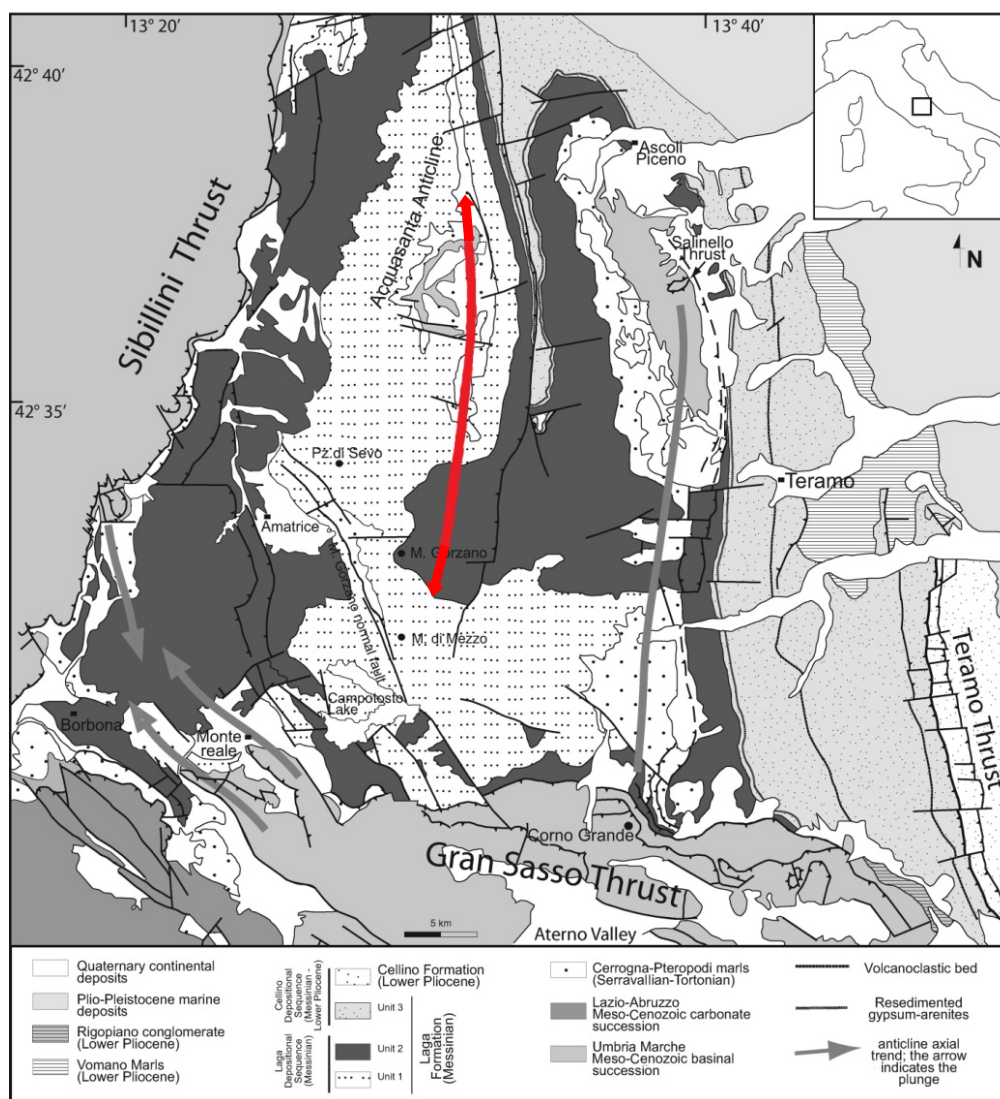 13°20
13°40
42°40'
42°35'
N
Ascoli
Piceno
Acquasanta Anticline
Salinello
Thrust
Sibillini Thrust
Pz.di Sevo
Teramo
Amatrice
M. Gorzano
M. Gorzano normal fault
M. di Mezzo
Campotosto
Lake
Borbona
Monte
reale
Teramo Thrust
Corno Grande
Gran Sasso Thrust
5 km
Aterno Valley
Quaternary continental
deposits
Plio-Pleistocene marine
deposits
Rigopiano conglomerate
(Lower Pliocene)
Vomano Marls
(Lower Pliocene)
Cellino
Depositional
Sequence
(Messinian -
Lower Pliocene)
Laga
Depositional
Sequence
(Messinian)
Cellino Formation
(Lower Pliocene)
Unit 3
Unit 2
Unit 1
Laga
Formation
(Messinian)
Cerrogna-Pteropodi marls
(Serravallian-Tortonian)
Lazio-Abruzzo
Meso-Cenozoic carbonate
succession
Umbria Marche
Meso-Cenozoic basinal
succession
Volcanoclastic bed
Resedimented
gypsum-arenites
anticline axial
trend; the arrow
indicates the
plunge